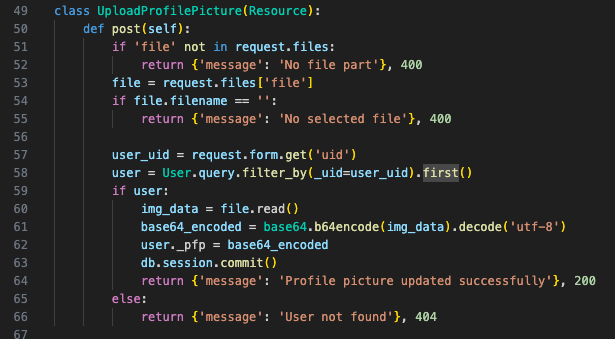 49 class UploadProfilePicture(Resource):
50     def post(self):
51         if 'file' not in request.files:
52             return {'message': 'No file part'}, 400
53         file = request.files['file']
54         if file.filename == '':
55             return {'message': 'No selected file'}, 400
56
57         user_uid = request.form.get('uid')
58         user = User.query.filter_by(_uid=user_uid).first()
59         if user:
60             img_data = file.read()
61             base64_encoded = base64.b64encode(img_data).decode('utf-8')
62             user._pfp = base64_encoded
63             db.session.commit()
64             return {'message': 'Profile picture updated successfully'}, 200
65         else:
66             return {'message': 'User not found'}, 404
67